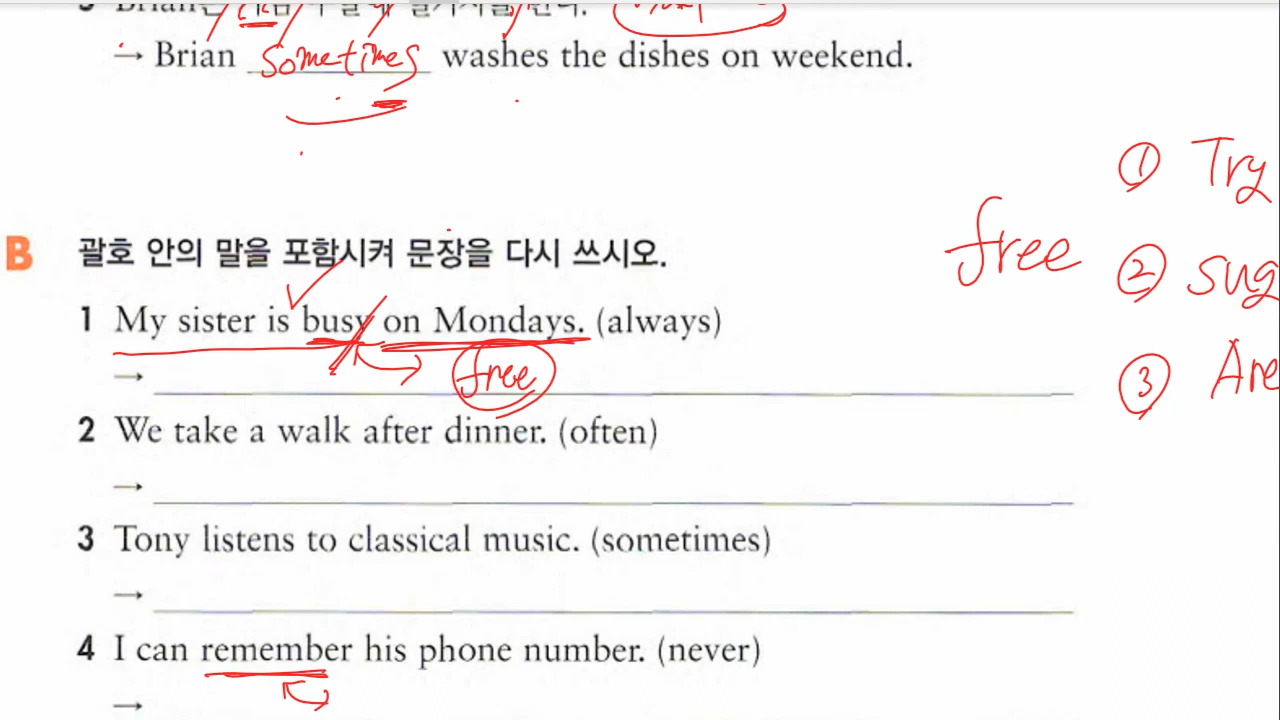 → Brian sometimes washes the dishes on weekend.
① Try
free
② sug
B 괄호 안의 말을 포함시켜 문장을 다시 쓰시오.
1 My sister is busy on Mondays. (always)
→ free
③ Are
2 We take a walk after dinner. (often)
→
3 Tony listens to classical music. (sometimes)
→
4 I can remember his phone number. (never)
→